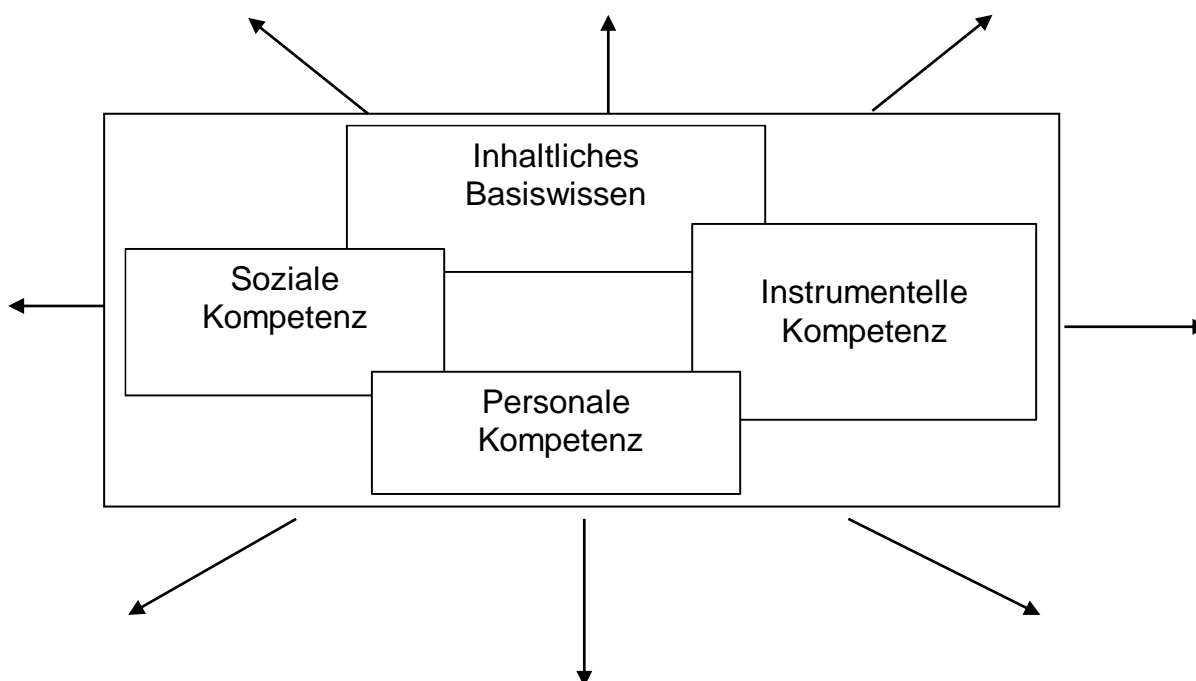 Inhaltliches
Basiswissen
Soziale
Kompetenz
Instrumentelle
Kompetenz
Personale
Kompetenz